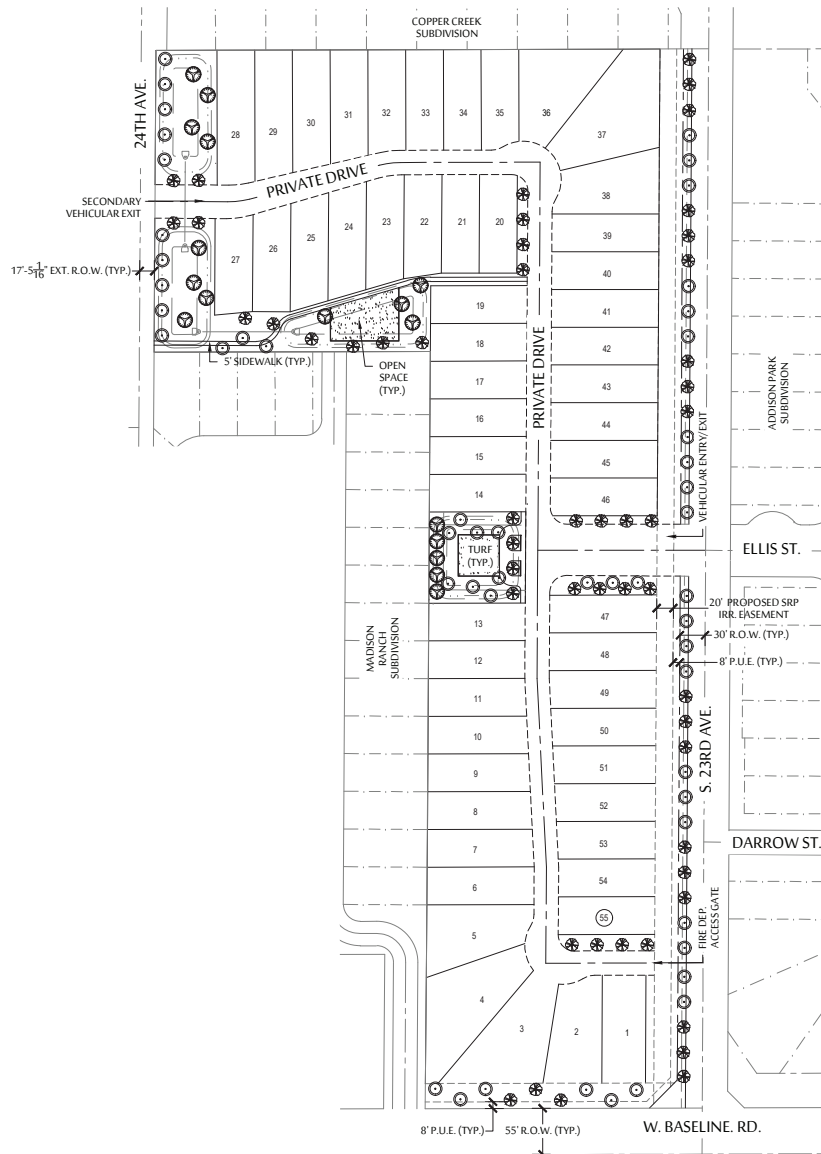 COPPER CREEK
SUBDIVISION
24TH AVE.
28
29
30
31
32
33
34
35
36
37
SECONDARY
VEHICULAR EXIT
PRIVATE DRIVE
38
27
26
25
24
23
22
21
20
39
40
17'-5 1/16" EXT. R.O.W. (TYP.)
19
41
18
42
5' SIDEWALK (TYP.)
OPEN
SPACE
(TYP.)
PRIVATE DRIVE
17
43
16
44
15
45
14
46
ADDISON PARK
SUBDIVISION
VEHICULAR ENTRY/EXIT
TURF
(TYP.)
ELLIS ST.
20' PROPOSED SRP
IRR. EASEMENT
30' R.O.W. (TYP.)
8' P.U.E. (TYP.)
MADISON
RANCH
SUBDIVISION
13
47
12
48
11
49
10
50
9
51
8
52
7
53
6
54
5
55
S. 23RD AVE.
DARROW ST.
FIRE DEP.
ACCESS GATE
4
3
2
1
8' P.U.E. (TYP.)
55' R.O.W. (TYP.)
W. BASELINE. RD.